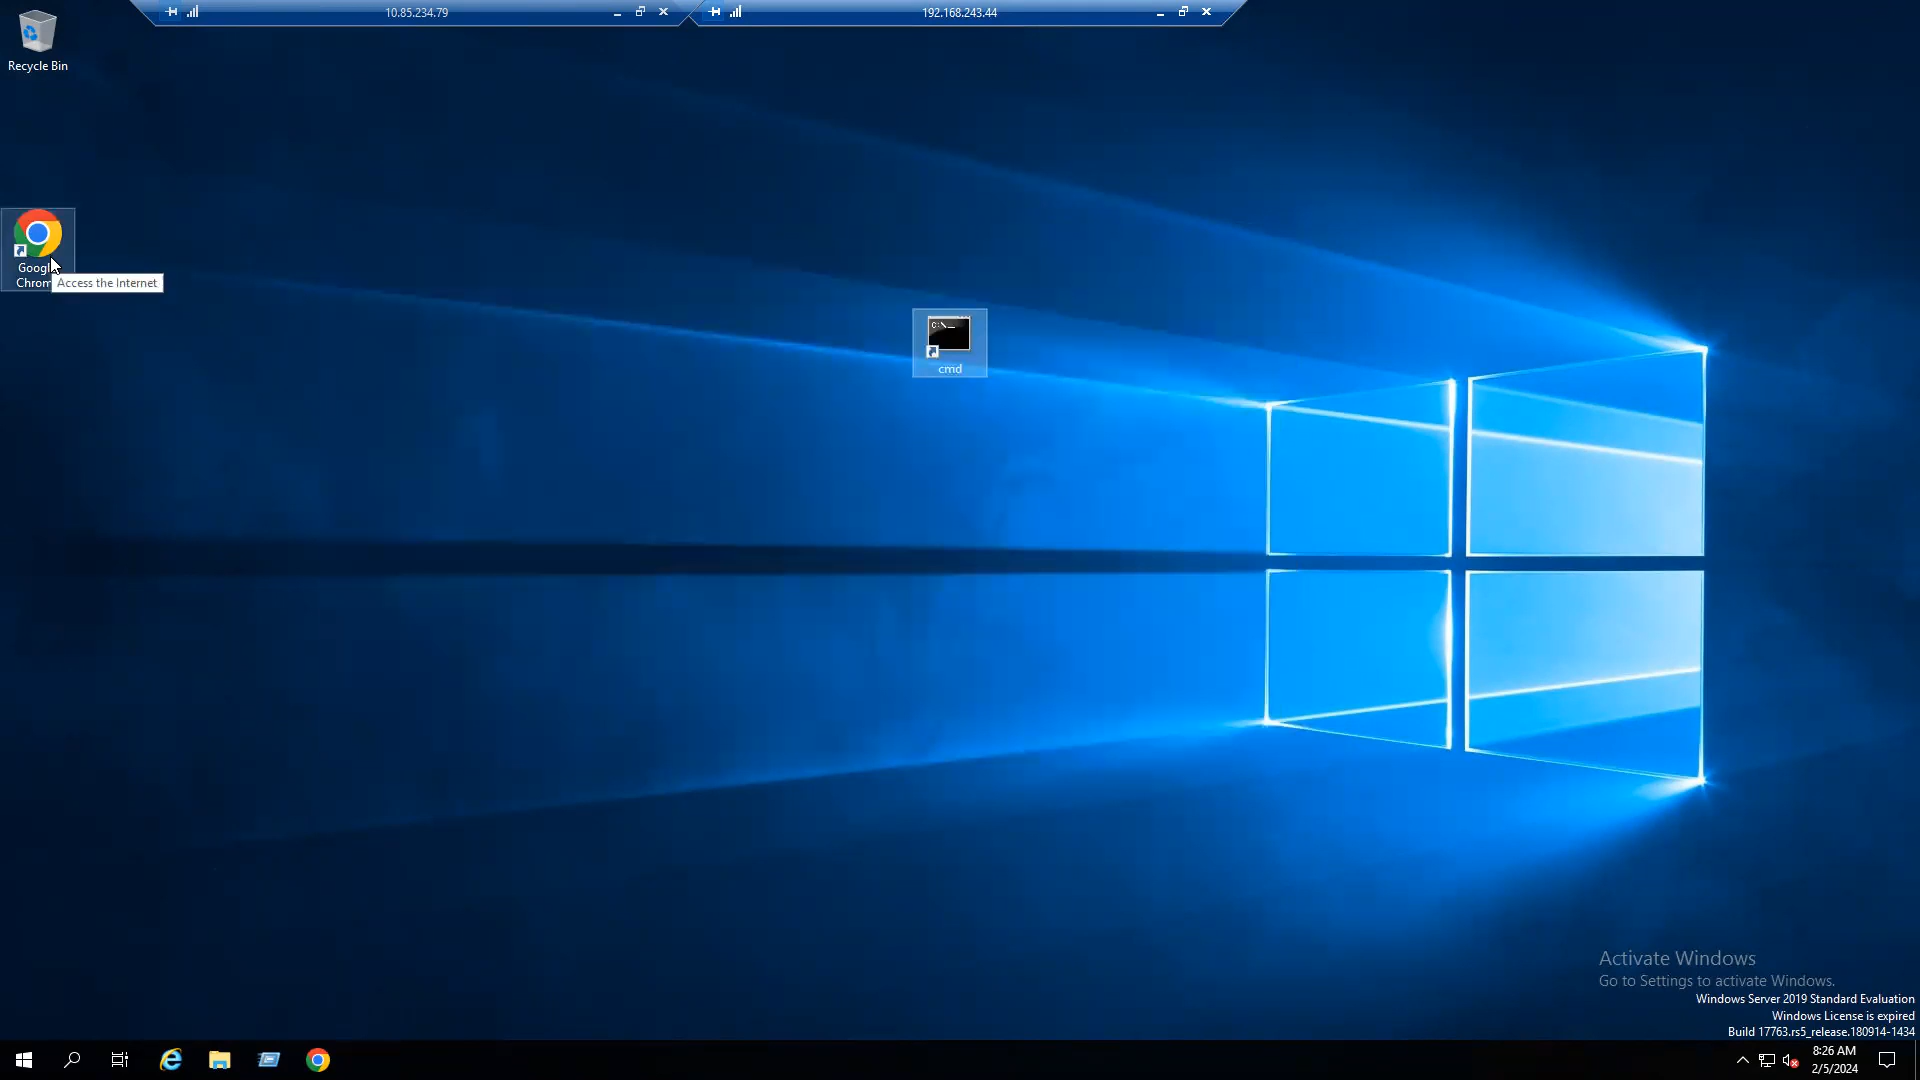 10.85.234.79
192.168.243.44
Recycle Bin
Google
Chrome
Access the Internet
C:\_
cmd
Activate Windows
Go to Settings to activate Windows.
Windows Server 2019 Standard Evaluation
Windows License is expired
Build 17763.rs5_release.180914-1434
8:26 AM
2/5/2024